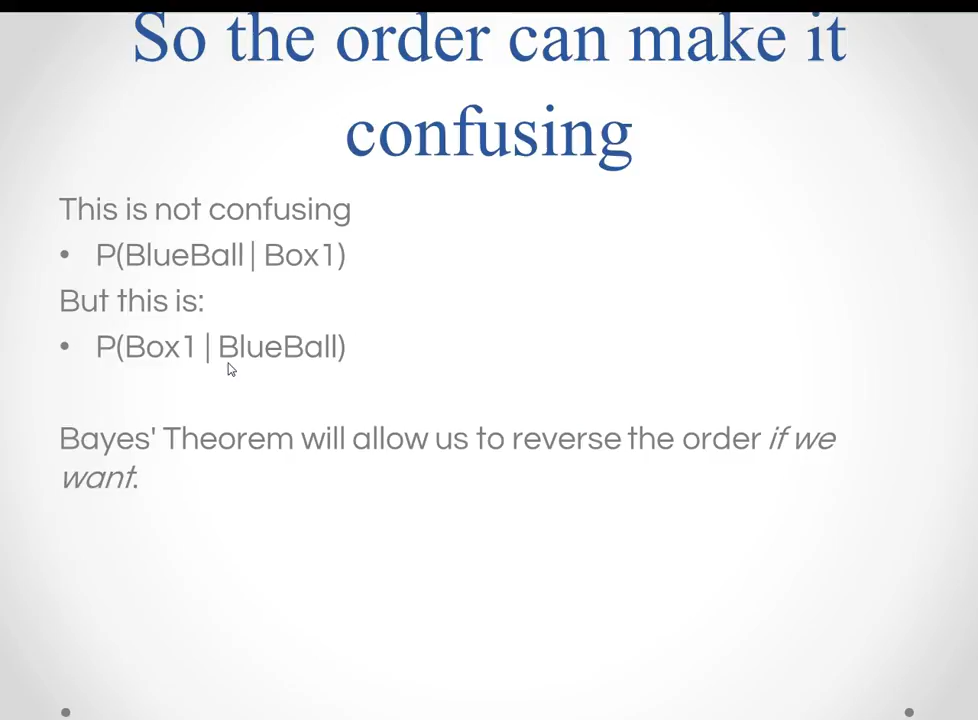 So the order can make it
confusing
This is not confusing
• P(BlueBall | Box1)
But this is:
• P(Box1 | BlueBall)
Bayes' Theorem will allow us to reverse the order if we
want.